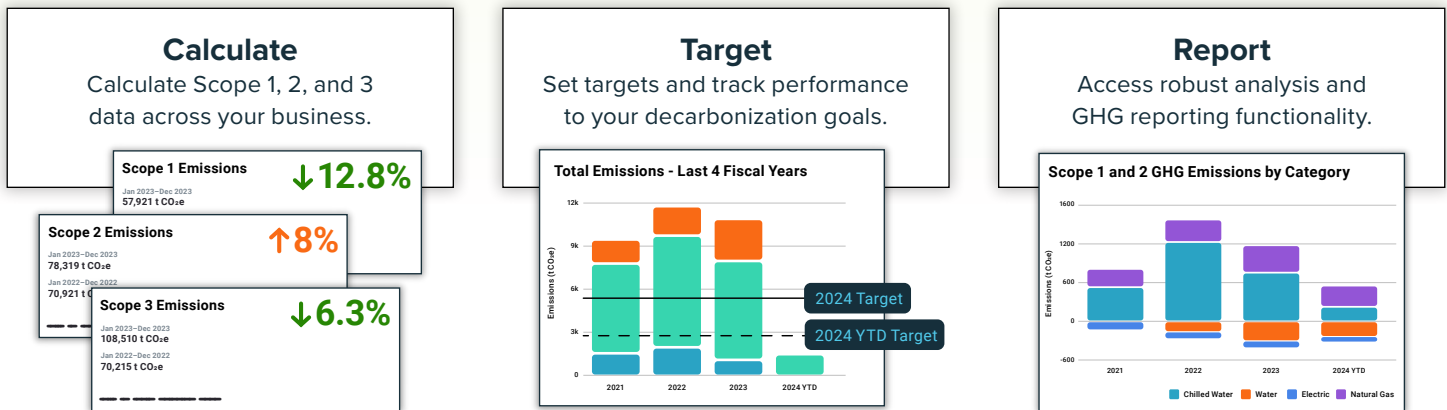 Calculate
Calculate Scope 1, 2, and 3
data across your business.
Scope 1 Emissions
↓12.8%
Jan 2023–Dec 2023
57,921 t CO₂e
Scope 2 Emissions
↑8%
Jan 2023–Dec 2023
78,319 t CO₂e
Jan 2022–Dec 2022
70,921 t
Scope 3 Emissions
↓6.3%
Jan 2023–Dec 2023
108,510 t CO₂e
Jan 2022–Dec 2022
70,215 t CO₂e
Target
Set targets and track performance
to your decarbonization goals.
Total Emissions - Last 4 Fiscal Years
Emissions (t CO₂e)
12k
9k
6k
3k
0
2024 Target
2024 YTD Target
2021
2022
2023
2024 YTD
Report
Access robust analysis and
GHG reporting functionality.
Scope 1 and 2 GHG Emissions by Category
Emissions (t CO₂e)
1600
1200
600
0
-600
2021
2022
2023
2024 YTD
Chilled Water
Water
Electric
Natural Gas